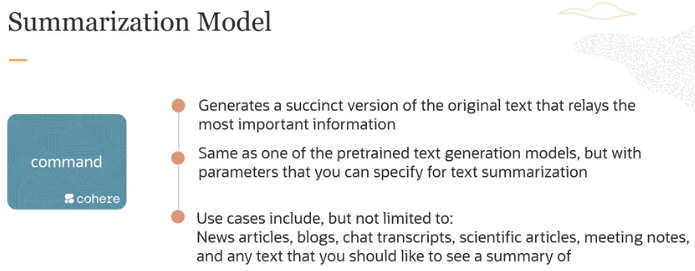 Summarization Model
command
cohere
Generates a succinct version of the original text that relays the
most important information
Same as one of the pretrained text generation models, but with
parameters that you can specify for text summarization
Use cases include, but not limited to:
News articles, blogs, chat transcripts, scientific articles, meeting notes,
and any text that you should like to see a summary of